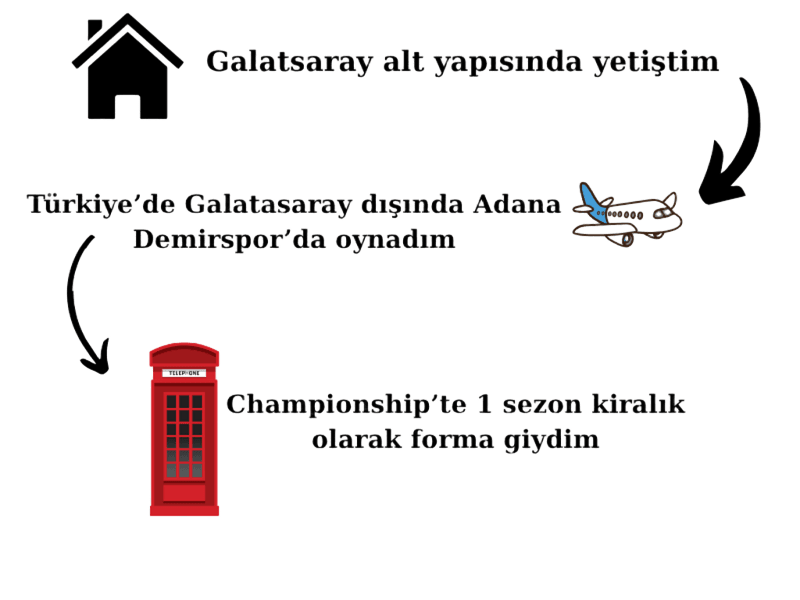 Galatsaray alt yapısında yetiştim
Türkiye’de Galatasaray dışında Adana
Demirspor’da oynadım
TELEPHONE
Championship’te 1 sezon kiralık
olarak forma giydim